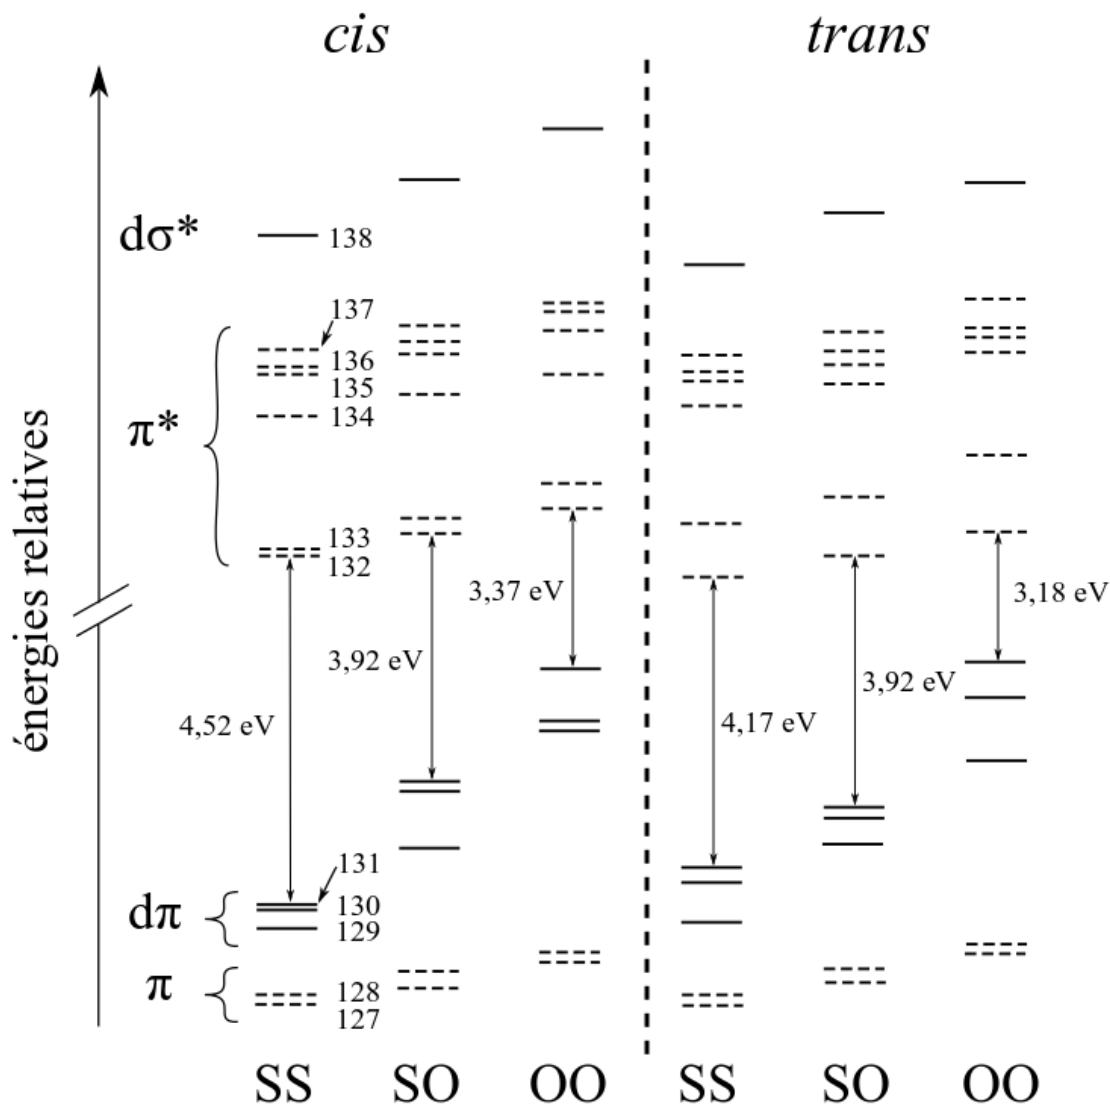 cis
trans
dσ*
138
137
136
135
134
π*
133
132
énergies relatives
3,37 eV
3,18 eV
3,92 eV
3,92 eV
4,52 eV
4,17 eV
131
130
129
dπ
π
128
127
SS SO OO SS SO OO